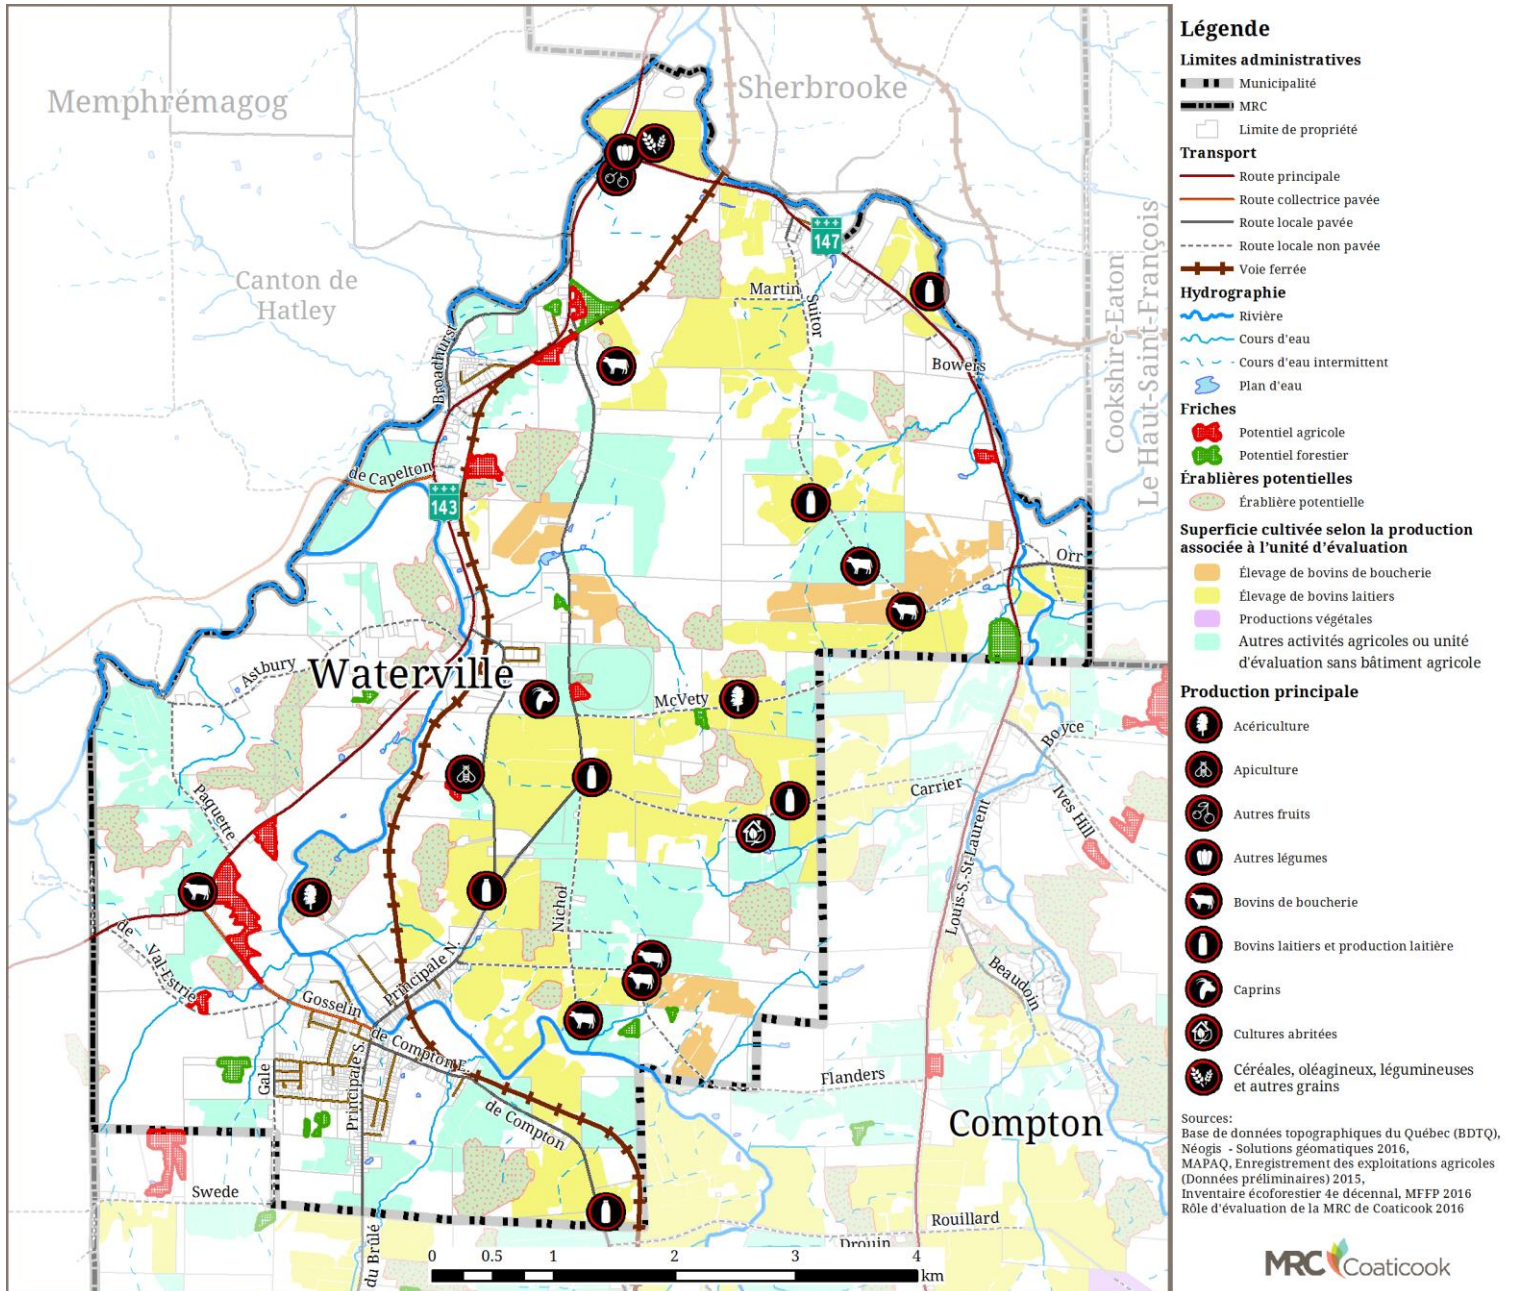 Memphrémagog
Sherbrooke
Canton de
Hatley
Cookshire-Eaton
Le Haut-Saint-François
147
Martin
Suitor
Bowers
Broadhurst
de Capelton
143
Orr
Astbury
Waterville
McVety
Boyce
Carrier
Ives Hill
Paquette
Louis-S.-St-Laurent
Nichol
de Val-Estrie
Principale N.
Beaudoin
Gosselin
de Compton E.
Principale S.
Gale
Flanders
de Compton
Compton
Swede
Rouillard
Drouin
du Brûlé
0 0.5 1 2 3 4
km
Légende
Limites administratives
Municipalité
MRC
Limite de propriété
Transport
Route principale
Route collectrice pavée
Route locale pavée
Route locale non pavée
Voie ferrée
Hydrographie
Rivière
Cours d'eau
Cours d'eau intermittent
Plan d'eau
Friches
Potentiel agricole
Potentiel forestier
Érablières potentielles
Érablière potentielle
Superficie cultivée selon la production
associée à l'unité d'évaluation
Élevage de bovins de boucherie
Élevage de bovins laitiers
Productions végétales
Autres activités agricoles ou unité
d'évaluation sans bâtiment agricole
Production principale
Acériculture
Apiculture
Autres fruits
Autres légumes
Bovins de boucherie
Bovins laitiers et production laitière
Caprins
Cultures abritées
Céréales, oléagineux, légumineuses
et autres grains
Sources:
Base de données topographiques du Québec (BDTQ),
Néogis - Solutions géomatiques 2016,
MAPAQ, Enregistrement des exploitations agricoles
(Données préliminaires) 2015,
Inventaire écoforestier 4e décennal, MFFP 2016
Rôle d'évaluation de la MRC de Coaticook 2016
MRC Coaticook